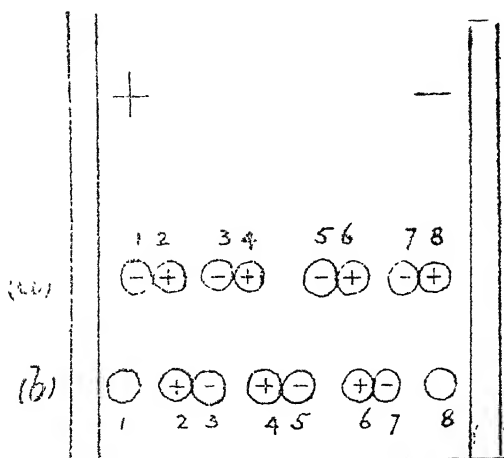 + −
1 2 3 4 5 6 7 8
(a) − + − + − + − +
(b) + − + − + −
1 2 3 4 5 6 7 8